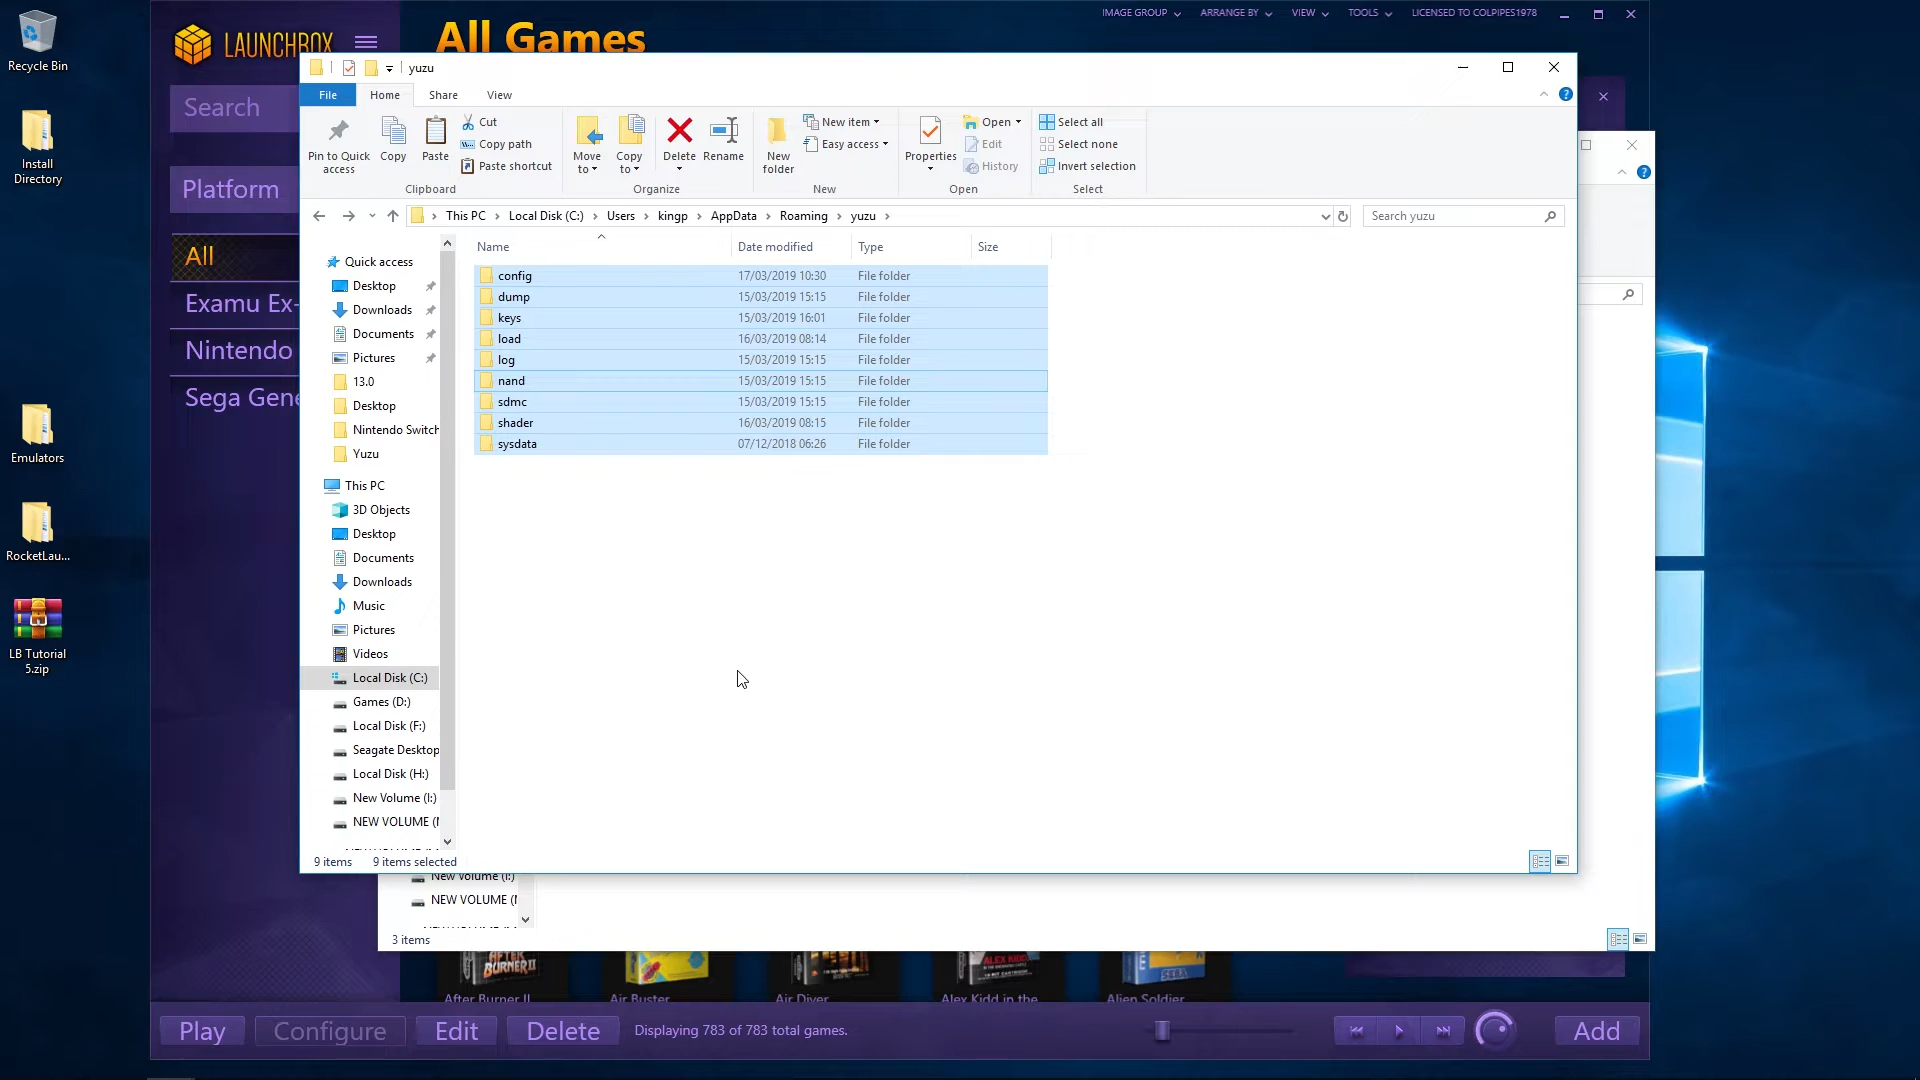 Recycle Bin
Install
Directory
Emulators
RocketLau...
LB Tutorial
5.zip
LAUNCHBOX
All Games
IMAGE GROUP
ARRANGE BY
VIEW
TOOLS
LICENSED TO COLPIPES1978
Search
Platform
All
Examu Ex-
Nintendo
Sega Gene
yuzu
File
Home
Share
View
Pin to Quick
access
Copy
Paste
Cut
Copy path
Paste shortcut
Clipboard
Move
to
Copy
to
Delete
Rename
Organize
New
folder
New item
Easy access
New
Properties
Open
Edit
History
Open
Select all
Select none
Invert selection
Select
This PC
Local Disk (C:)
Users
kingp
AppData
Roaming
yuzu
Search yuzu
Name
Date modified
Type
Size
config 17/03/2019 10:30 File folder
dump 15/03/2019 15:15 File folder
keys 15/03/2019 16:01 File folder
load 16/03/2019 08:14 File folder
log 15/03/2019 15:15 File folder
nand 15/03/2019 15:15 File folder
sdmc 15/03/2019 15:15 File folder
shader 16/03/2019 08:15 File folder
sysdata 07/12/2018 06:26 File folder
Quick access
Desktop
Downloads
Documents
Pictures
13.0
Desktop
Nintendo Switch
Yuzu
This PC
3D Objects
Desktop
Documents
Downloads
Music
Pictures
Videos
Local Disk (C:)
Games (D:)
Local Disk (F:)
Seagate Desktop
Local Disk (H:)
New Volume (I:)
NEW VOLUME (
9 items
9 items selected
New Volume (I:)
NEW VOLUME (
3 items
AFTER
BURNER II
ALEX KIDD
SEGA
After Burner II
Air Buster
Air Diver
Alex Kidd in the
Alien Soldier
Play
Configure
Edit
Delete
Displaying 783 of 783 total games.
Add